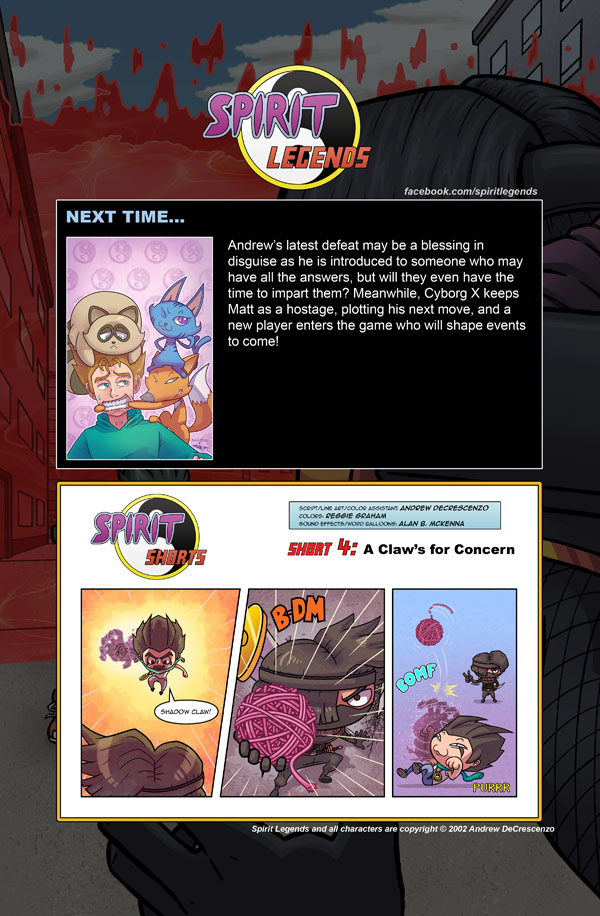 SPIRIT
LEGENDS
facebook.com/spiritlegends
NEXT TIME...
Andrew's latest defeat may be a blessing in
disguise as he is introduced to someone who may
have all the answers, but will they even have the
time to impart them? Meanwhile, Cyborg X keeps
Matt as a hostage, plotting his next move, and a
new player enters the game who will shape events
to come!
SPIRIT
SHORTS
SCRIPT/LINE ART/COLOR ASSISTANT: ANDREW DECRESCENZO
COLORS: REGGIE GRAHAM
SOUND EFFECTS/WORD BALLOONS: ALAN B. MCKENNA
SHORT 4: A Claw's for Concern
SHADOW CLAW!
B-DM
BOMF
PURRR
Spirit Legends and all characters are copyright © 2002 Andrew DeCrescenzo